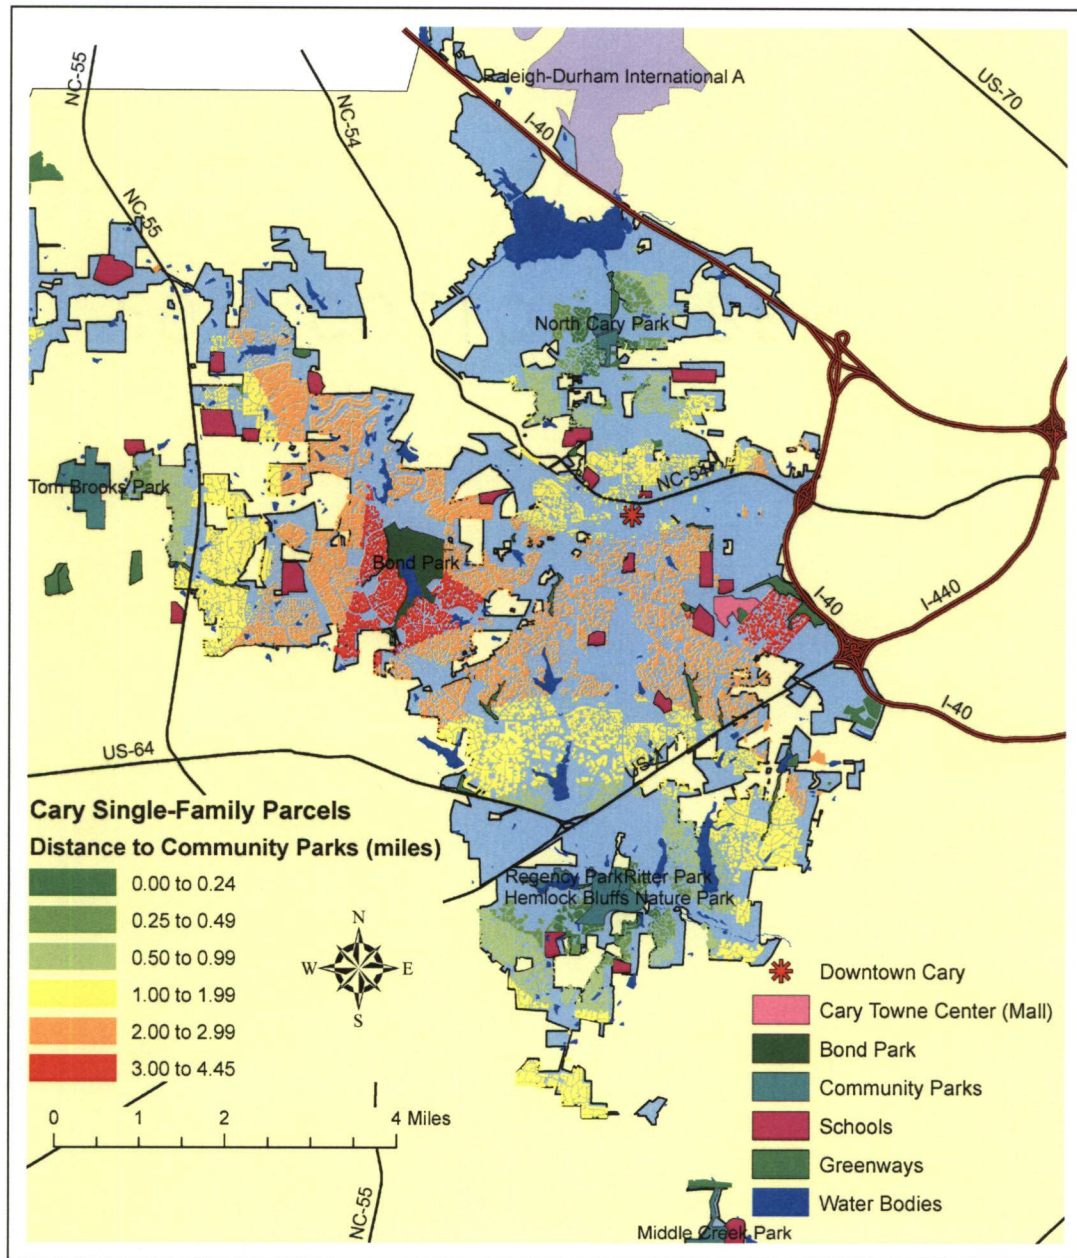 Raleigh-Durham International A
NC-55
NC-54
I-40
US-70
NC-55
North Cary Park
NC-54
Tom Brooks Park
Bond Park
I-40
I-440
I-40
US-64
US-1
Cary Single-Family Parcels
Distance to Community Parks (miles)
0.00 to 0.24
0.25 to 0.49
0.50 to 0.99
1.00 to 1.99
2.00 to 2.99
3.00 to 4.45
Regency ParkRitter Park
Hemlock Bluffs Nature Park
N
W
E
S
Downtown Cary
Cary Towne Center (Mall)
Bond Park
Community Parks
Schools
Greenways
Water Bodies
0 2 4 Miles
NC-55
Middle Creek Park